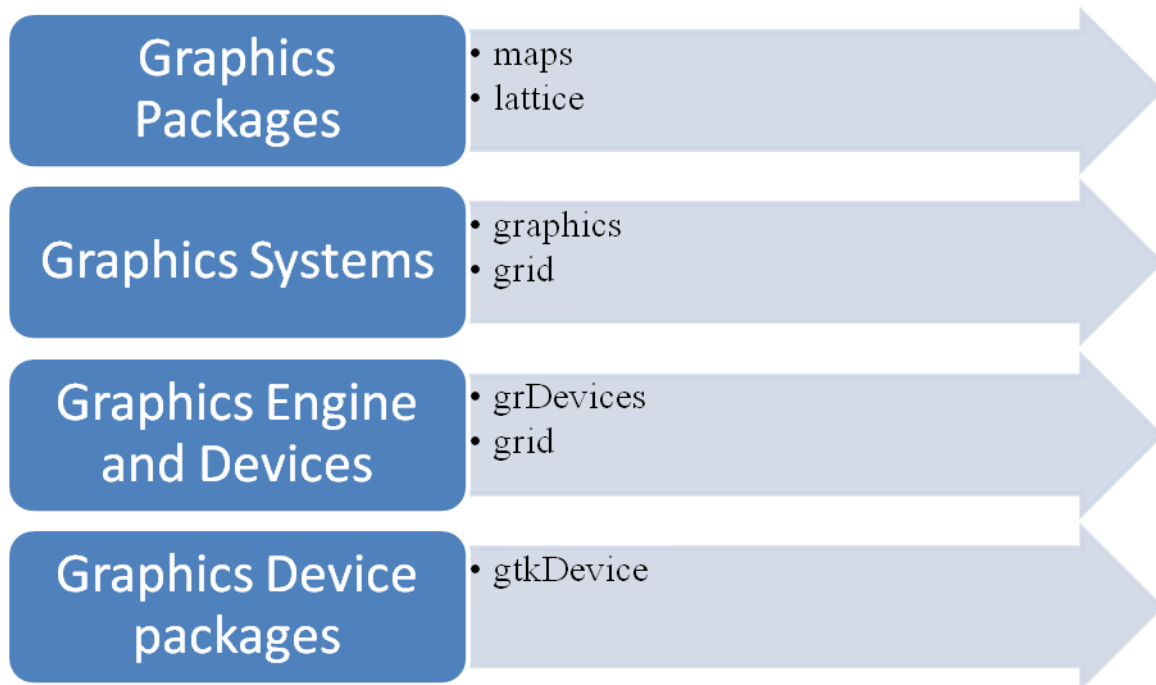 Graphics
Packages
• maps
• lattice
Graphics Systems
• graphics
• grid
Graphics Engine
and Devices
• grDevices
• grid
Graphics Device
packages
• gtkDevice